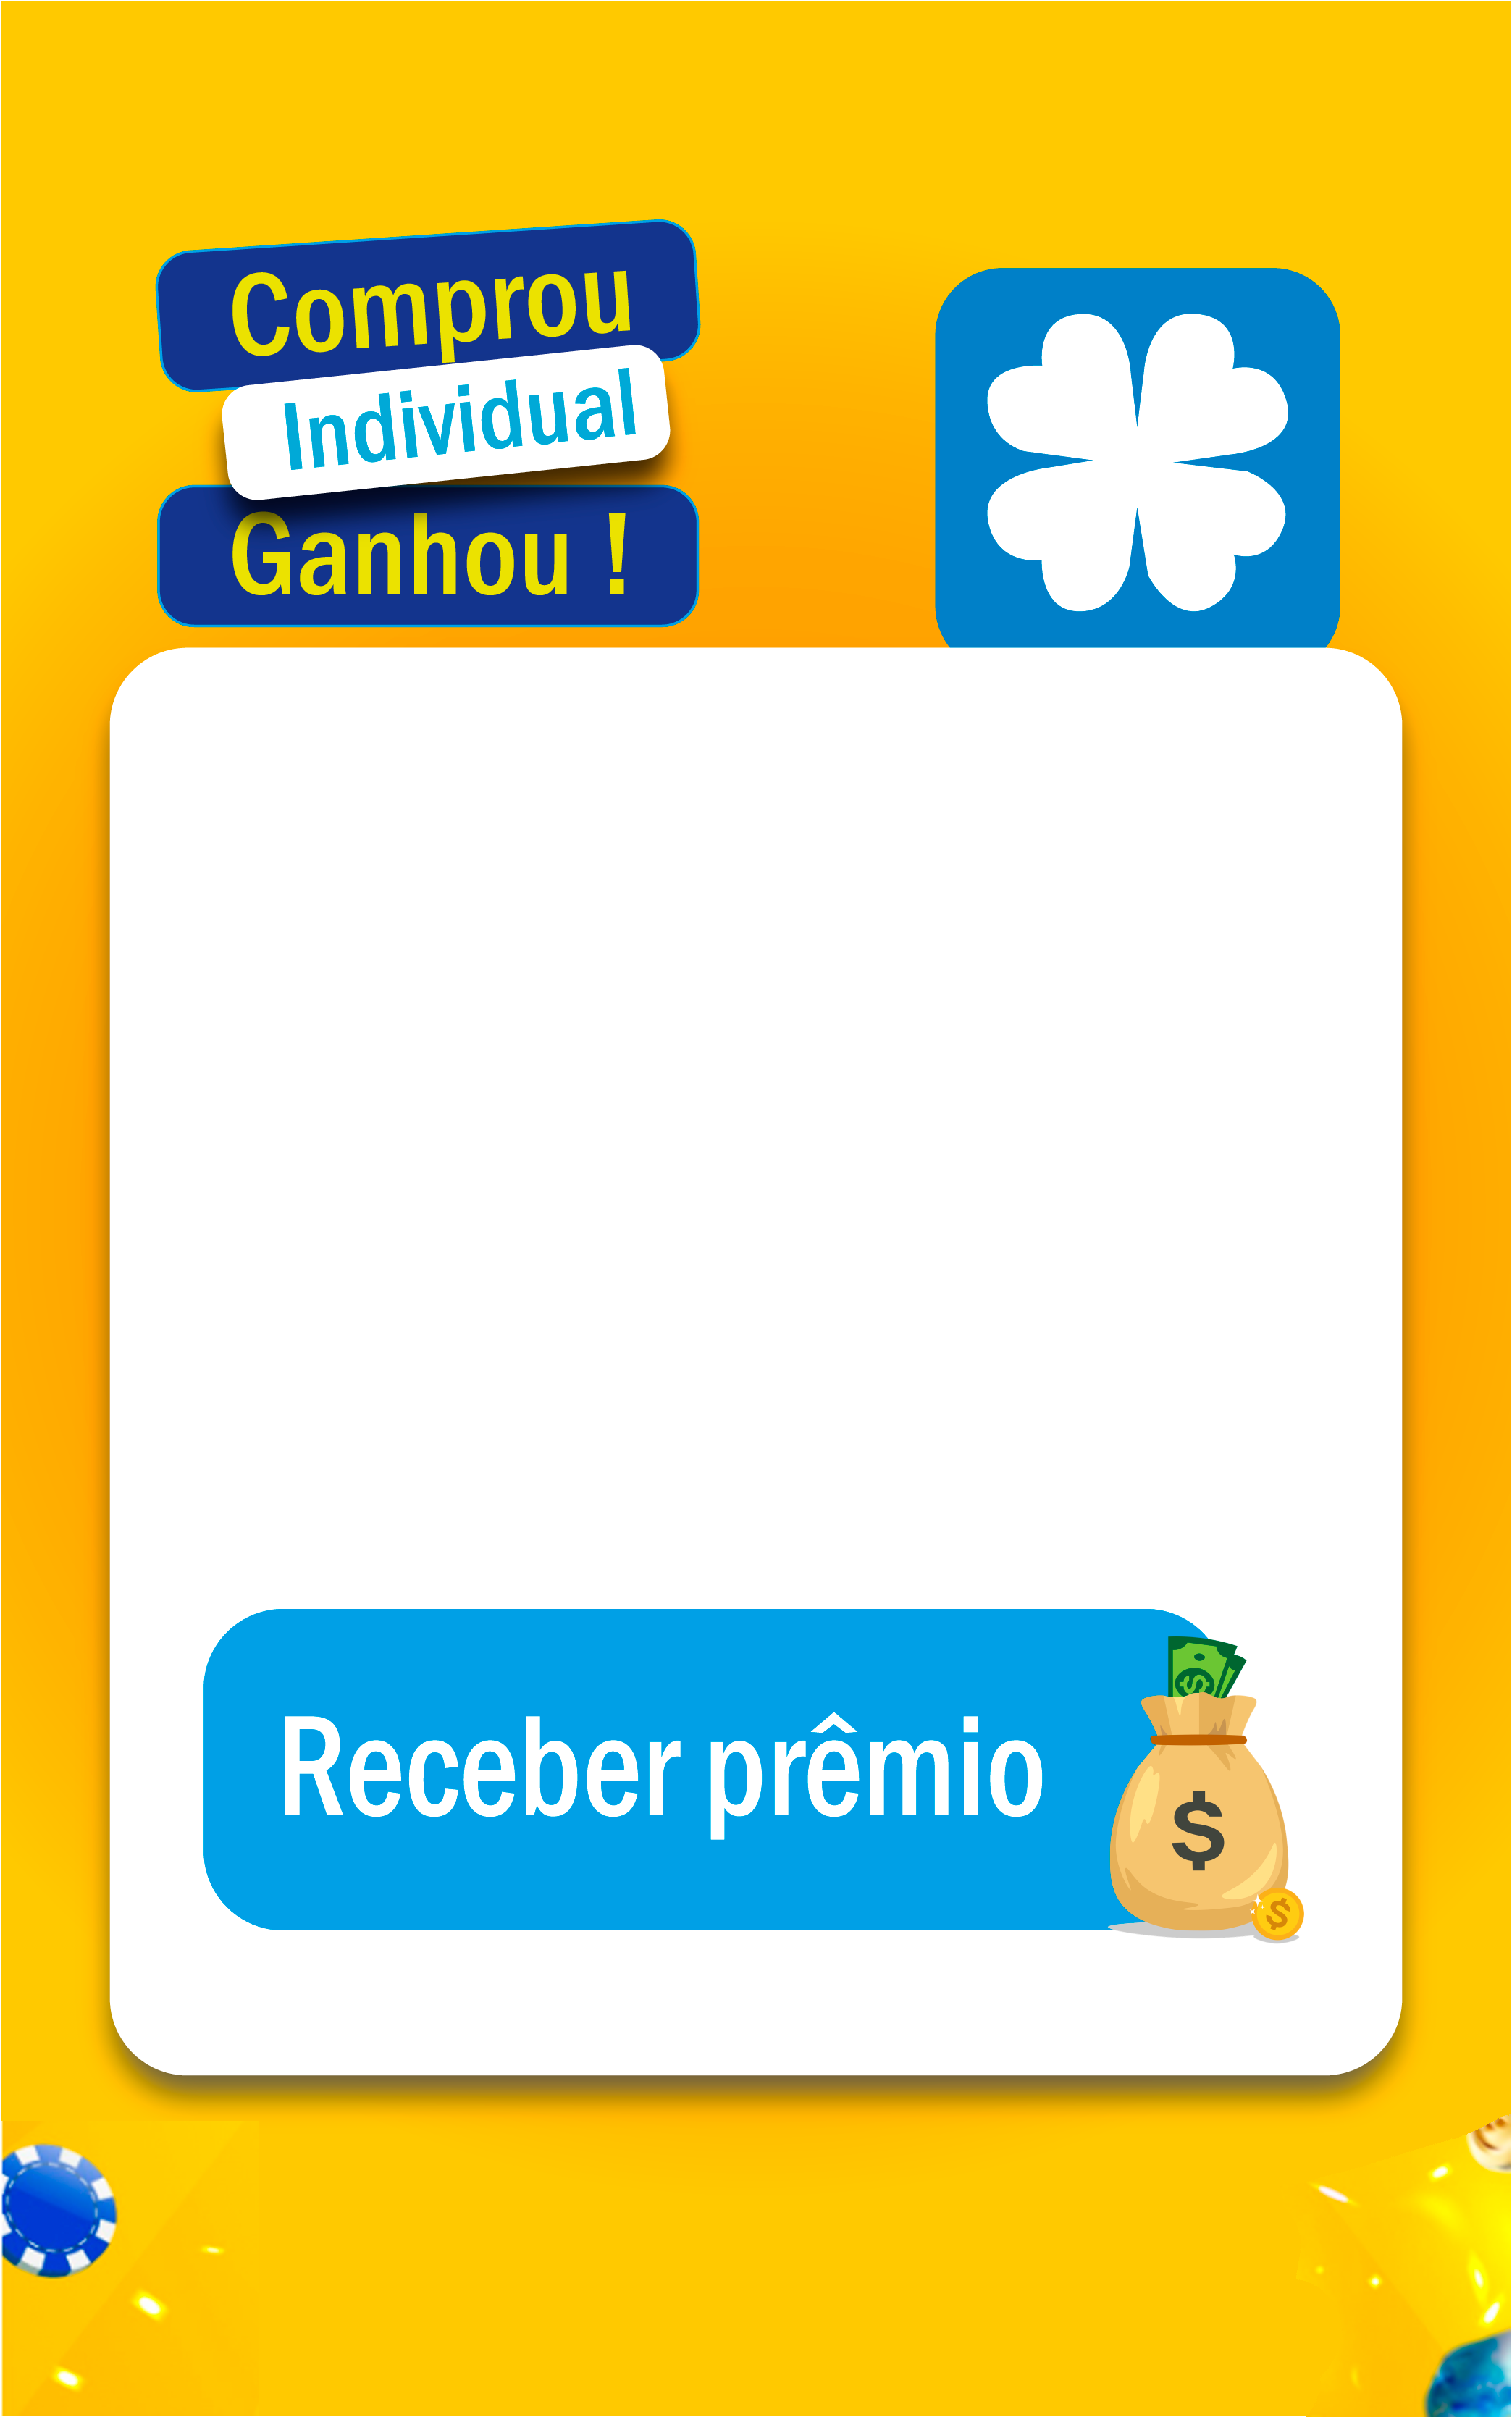 Comprou
Individual
Ganhou !
Receber prêmio
$
$
$